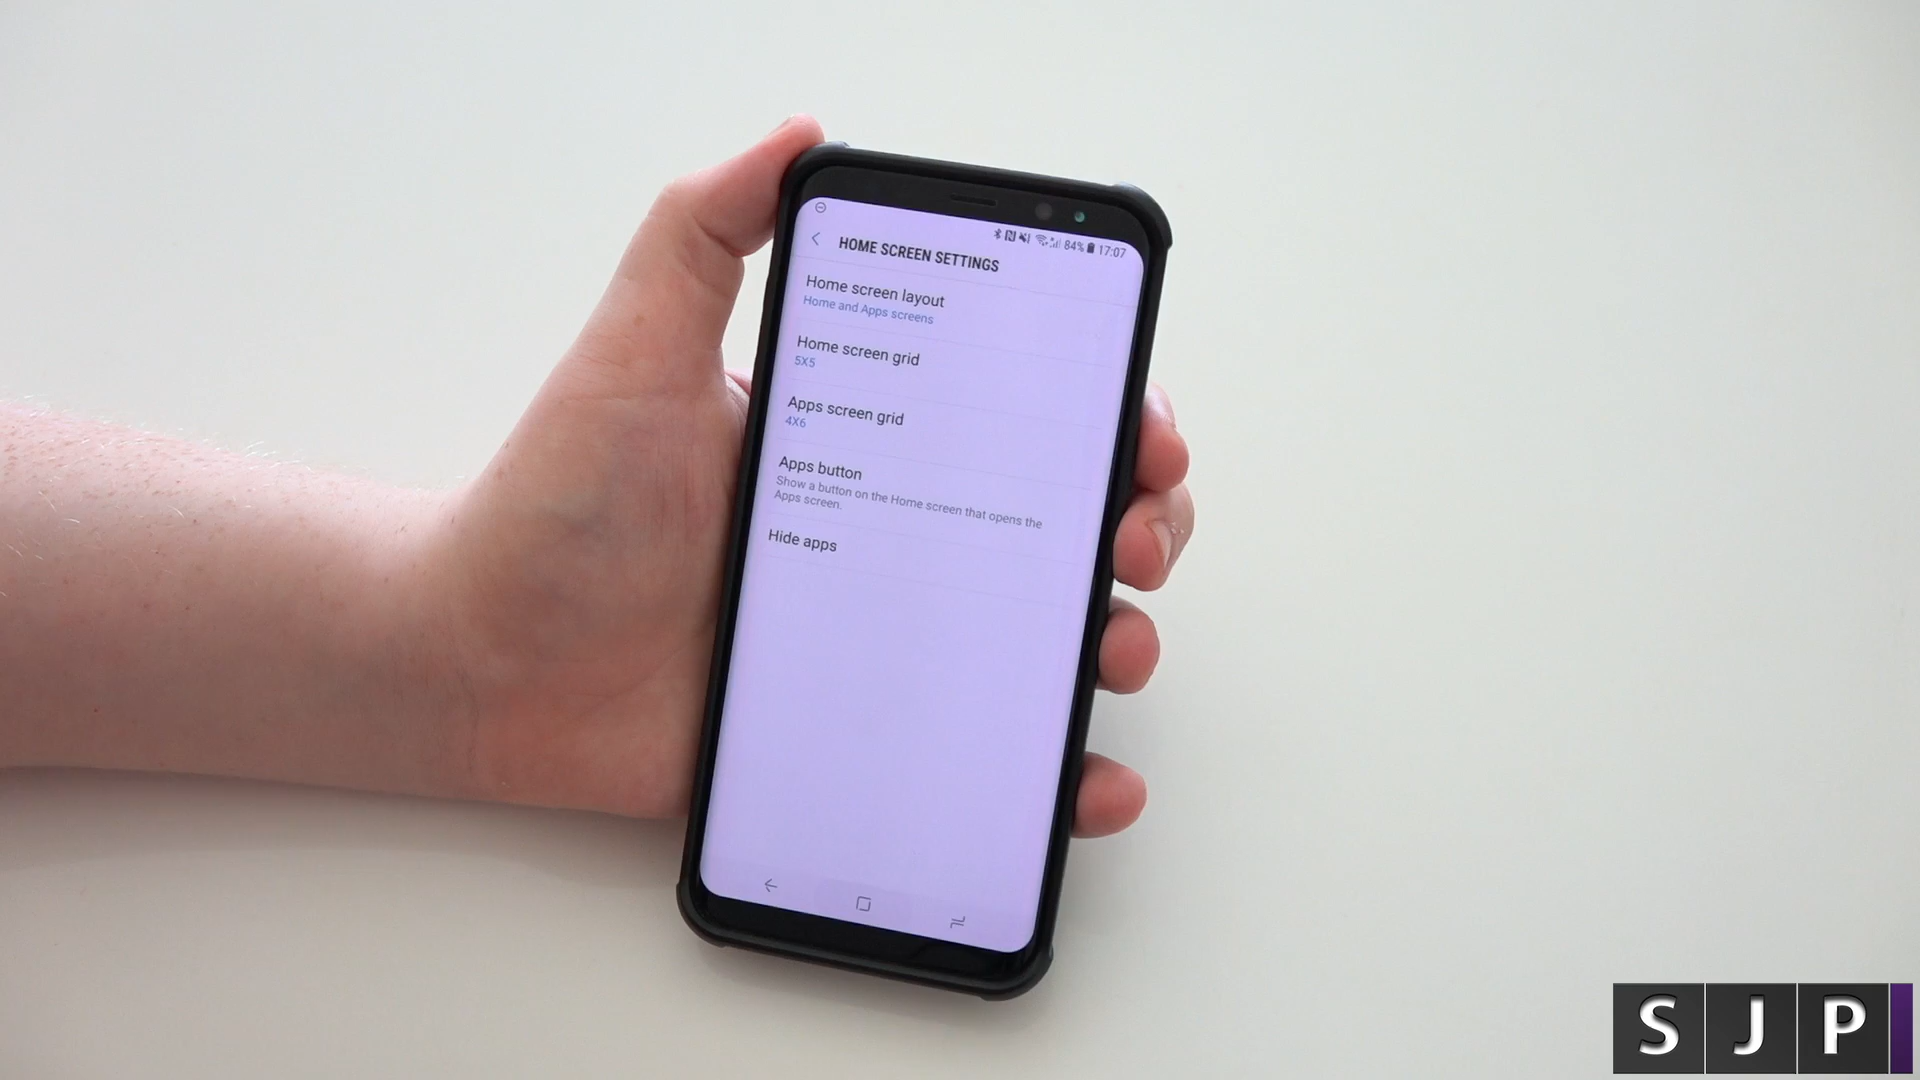 84% 17:07
HOME SCREEN SETTINGS
Home screen layout
Home and Apps screens
Home screen grid
5X5
Apps screen grid
4X6
Apps button
Show a button on the Home screen that opens the
Apps screen.
Hide apps
SJP